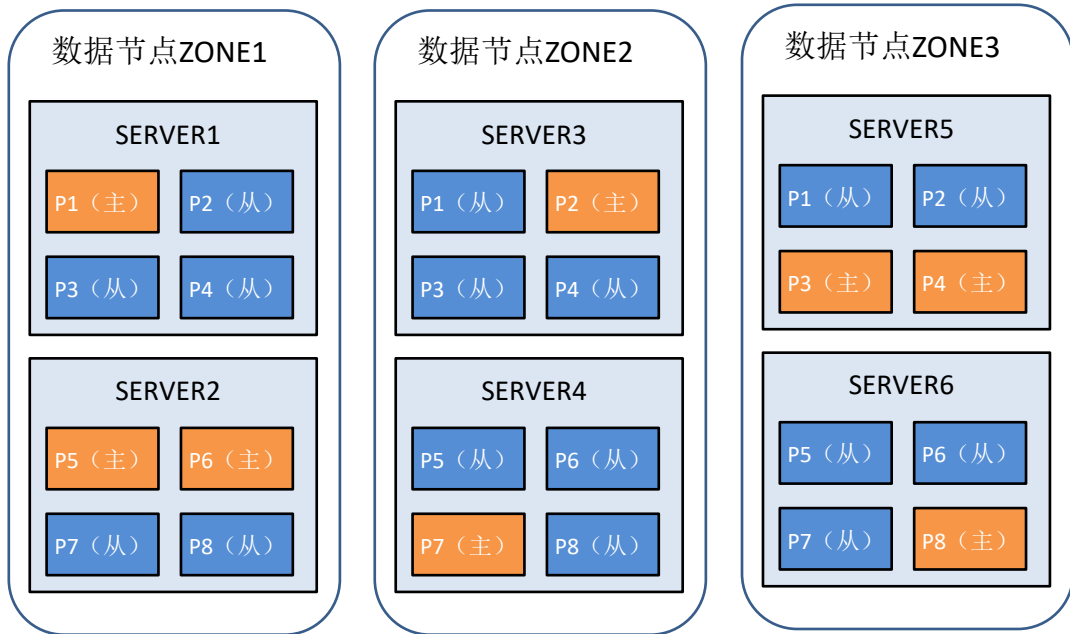 数据节点ZONE1
SERVER1
P1（主） P2（从）
P3（从） P4（从）
SERVER2
P5（主） P6（主）
P7（从） P8（从）
数据节点ZONE2
SERVER3
P1（从） P2（主）
P3（从） P4（从）
SERVER4
P5（从） P6（从）
P7（主） P8（从）
数据节点ZONE3
SERVER5
P1（从） P2（从）
P3（主） P4（主）
SERVER6
P5（从） P6（从）
P7（从） P8（主）